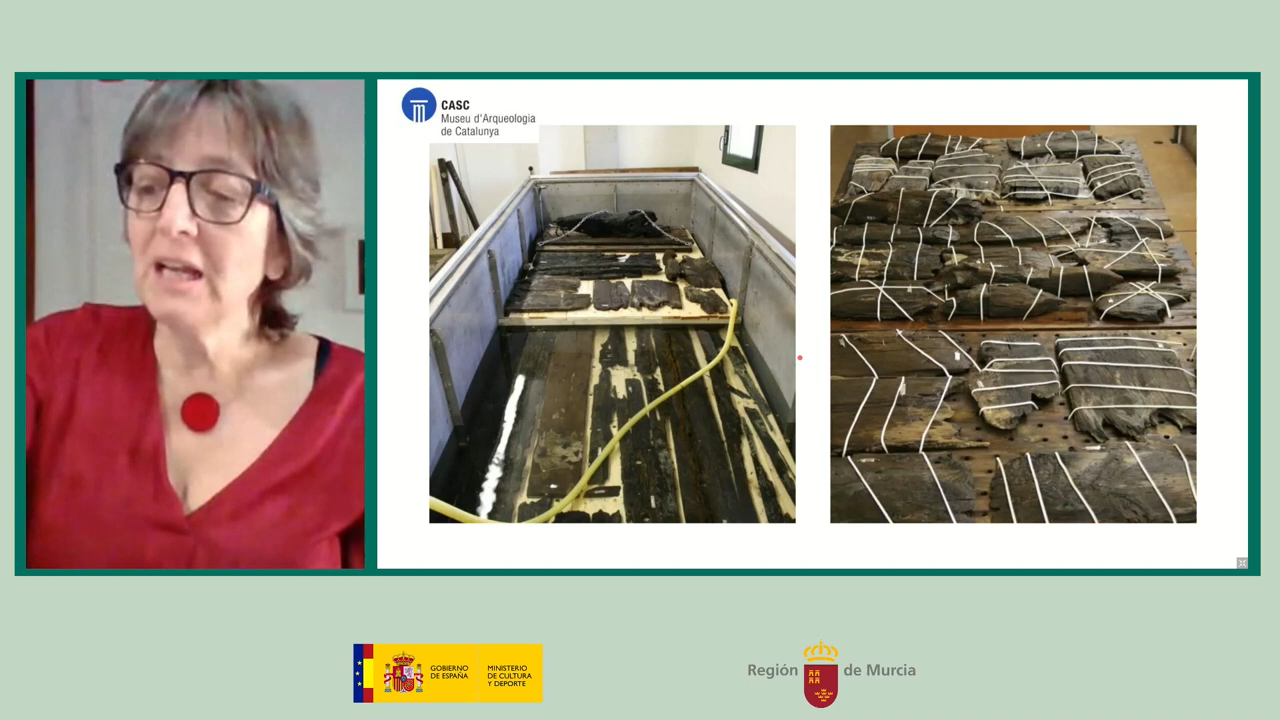 CASC
Museu d'Arqueologia
de Catalunya
GOBIERNO
DE ESPAÑA
MINISTERIO
DE CULTURA
Y DEPORTE
Región de Murcia